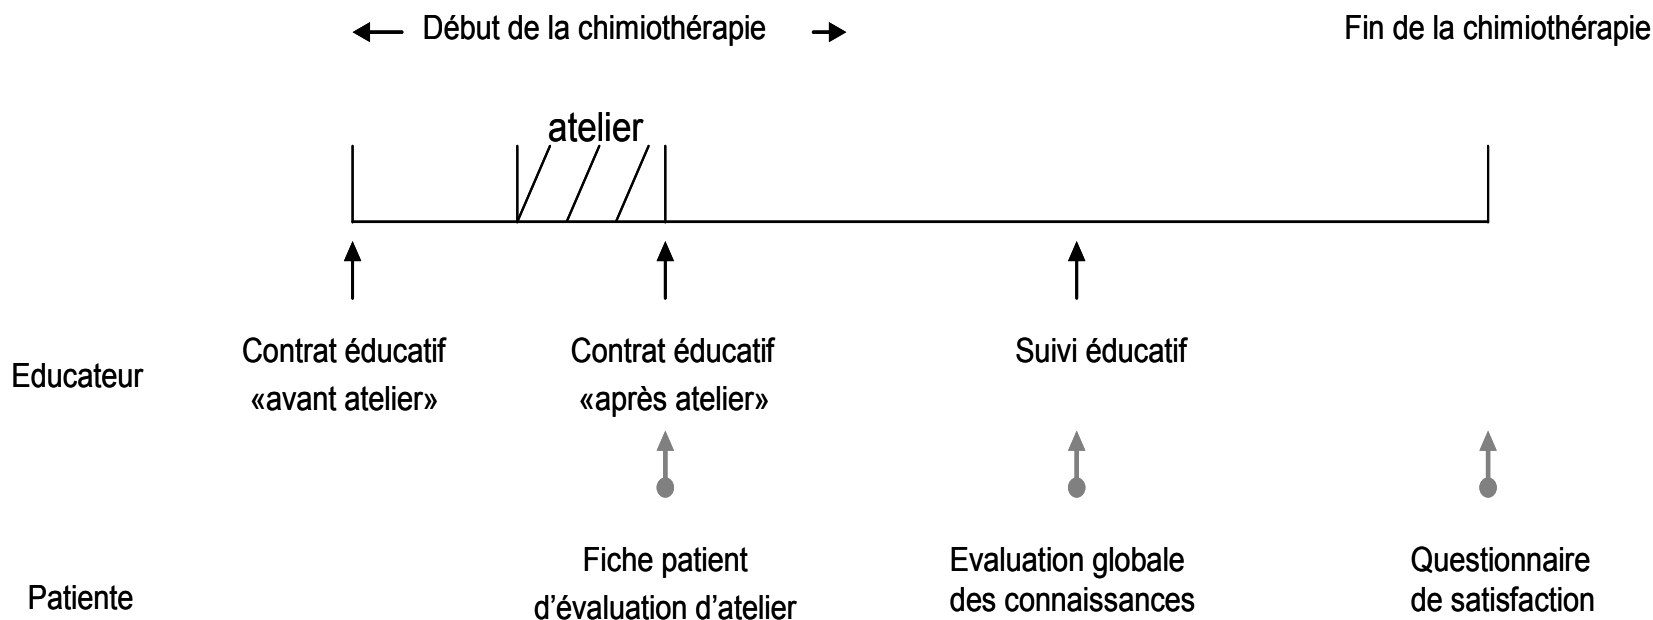 Début de la chimiothérapie
Fin de la chimiothérapie
atelier
Educateur
Contrat éducatif
«avant atelier»
Contrat éducatif
«après atelier»
Suivi éducatif
Patiente
Fiche patient
d’évaluation d’atelier
Evaluation globale
des connaissances
Questionnaire
de satisfaction